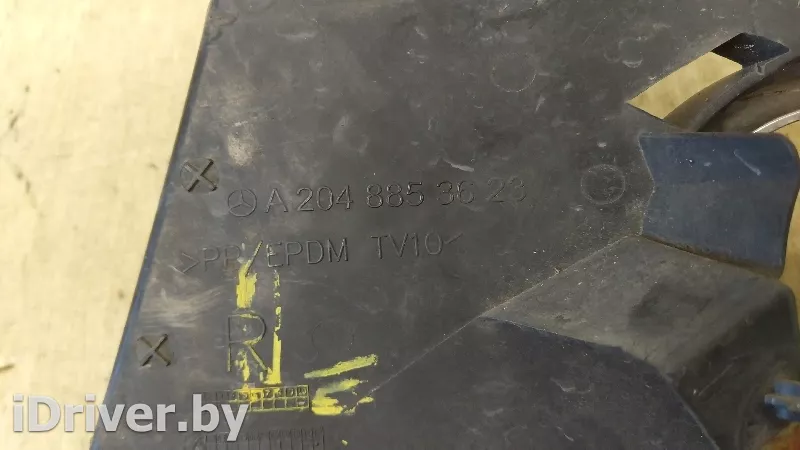 A 204 885 36 23
>PP/EPDM TV10<
R
iDriver.by